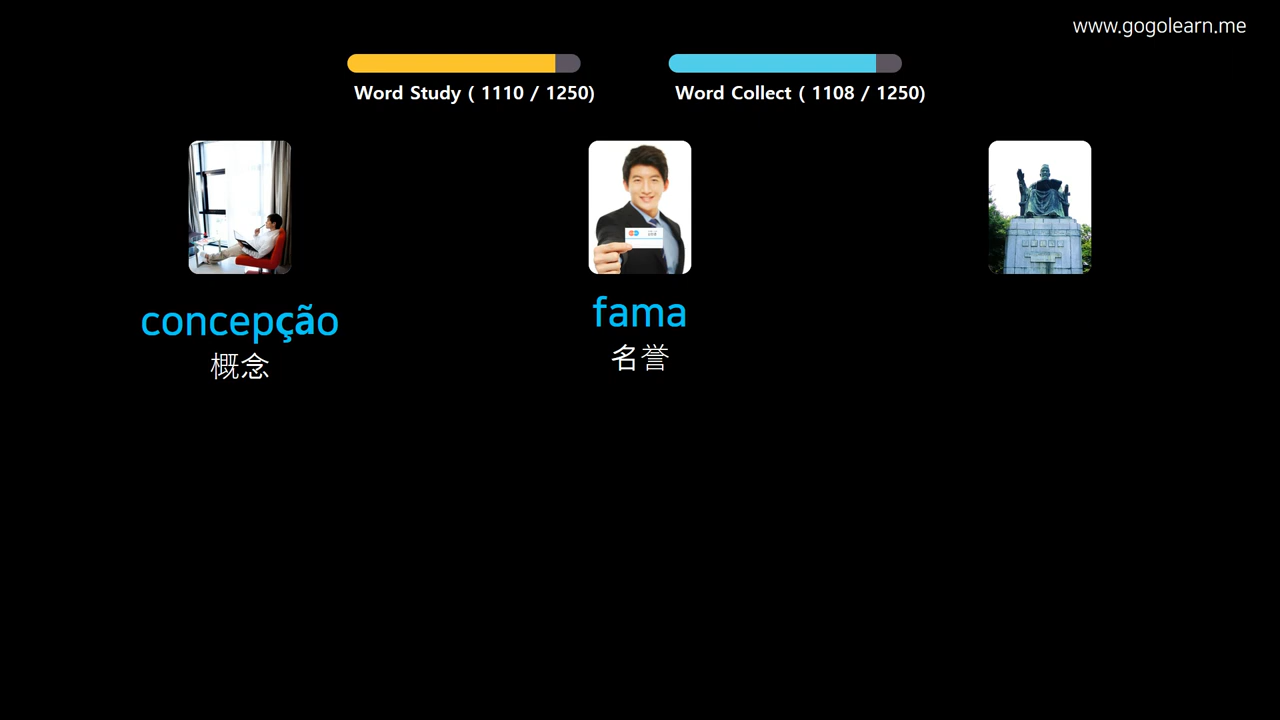 www.gogolearn.me
Word Study ( 1110 / 1250)
Word Collect ( 1108 / 1250)
concepção
概念
fama
名誉